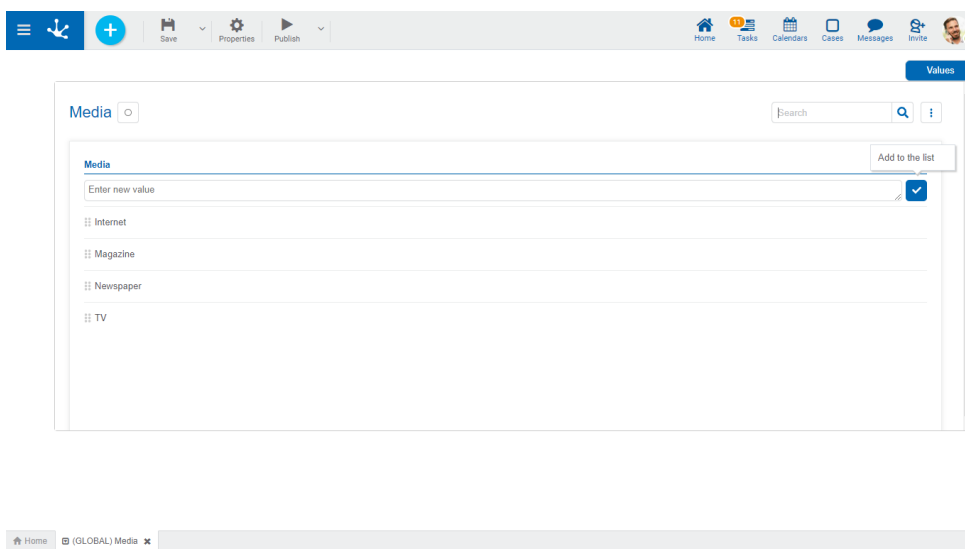 Save
Properties
Publish
Home
11
Tasks
Calendars
Cases
Messages
Invite
Values
Media
Search
Add to the list
Media
Enter new value
Internet
Magazine
Newspaper
TV
Home
(GLOBAL) Media